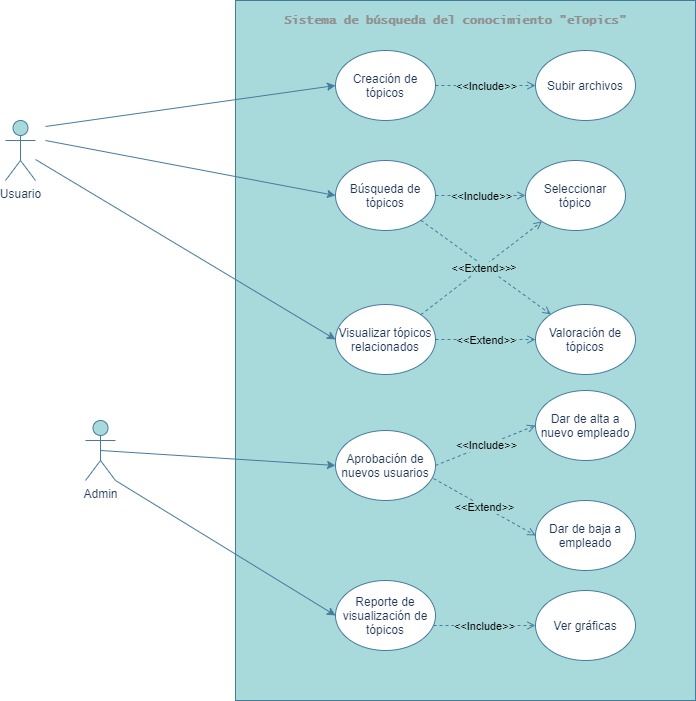 Sistema de búsqueda del conocimiento "eTopics"
Creación de
tópicos
<<Include>>
Subir archivos
Usuario
Búsqueda de
tópicos
<<Include>>
Seleccionar
tópico
<<Extend>>
Visualizar tópicos
relacionados
<<Extend>>
Valoración de
tópicos
Admin
Aprobación de
nuevos usuarios
<<Include>>
Dar de alta a
nuevo empleado
<<Extend>>
Dar de baja a
empleado
Reporte de
visualización de
tópicos
<<Include>>
Ver gráficas